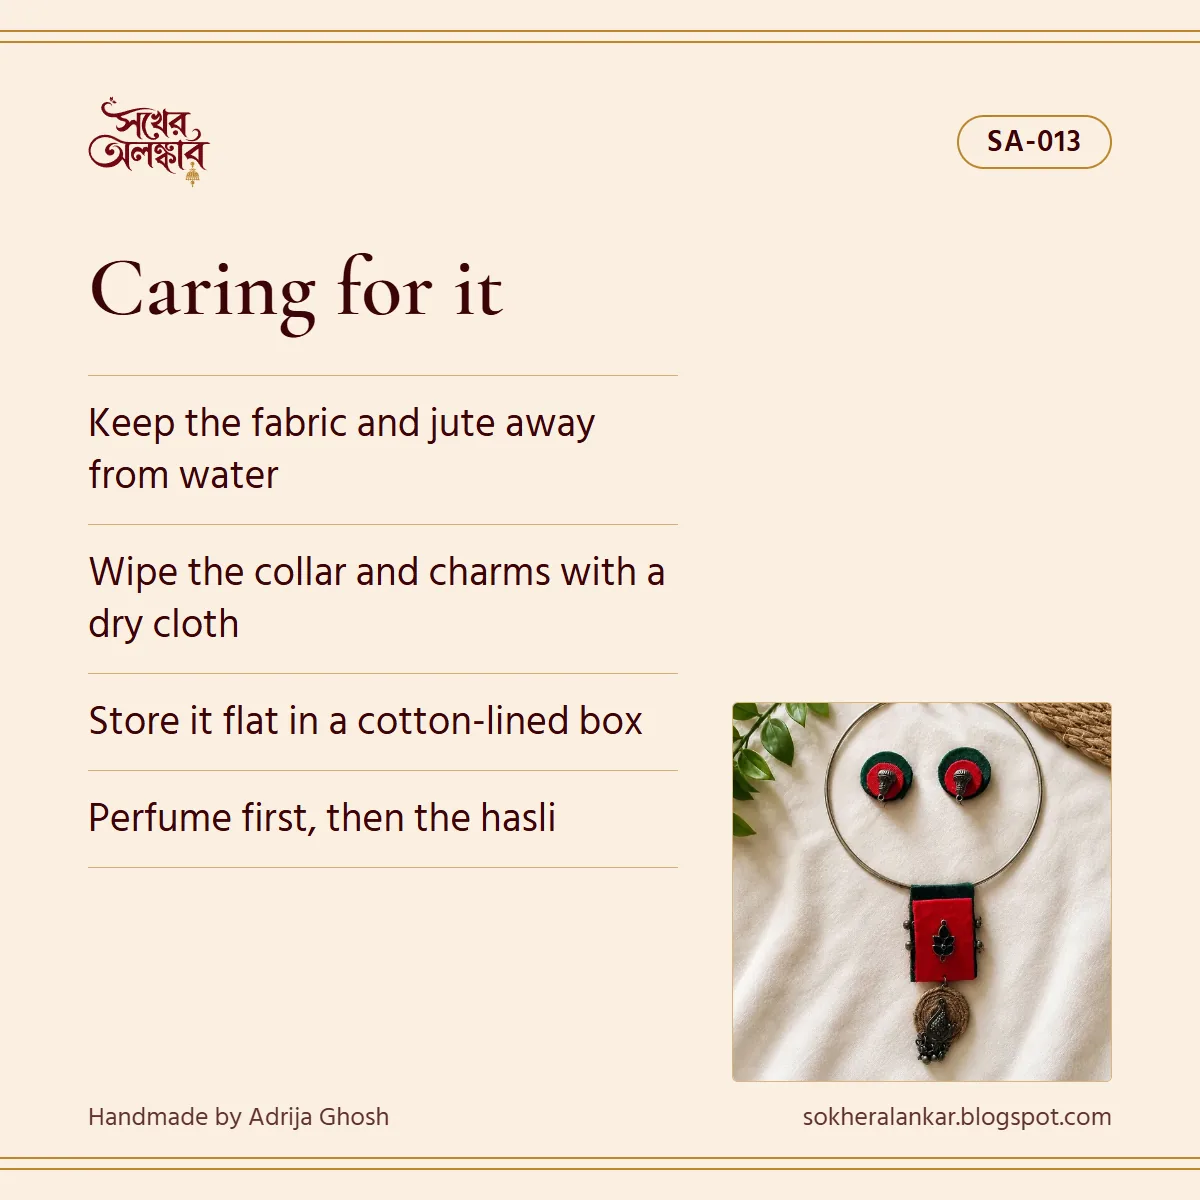 সখের
অলঙ্কার
SA-013
Caring for it
Keep the fabric and jute away
from water
Wipe the collar and charms with a
dry cloth
Store it flat in a cotton-lined box
Perfume first, then the hasli
Handmade by Adrija Ghosh
sokheralankar.blogspot.com